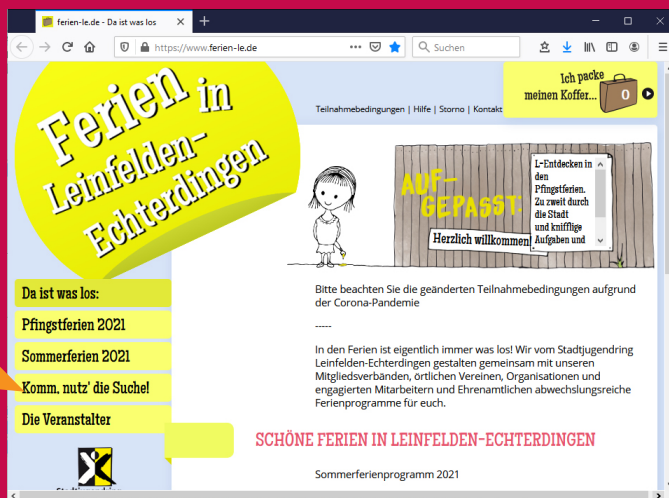 ferien-le.de - Da ist was los
https://www.ferien-le.de
Suchen
Ferien in
Leinfelden-
Echterdingen
Teilnahmebedingungen | Hilfe | Storno | Kontakt
Ich packe
meinen Koffer...
0
AUF-
GEPASST:
Herzlich willkommen
L-Entdecken in
den
Pfingstferien.
Zu zweit durch
die Stadt
und knifflige
Aufgaben und
Da ist was los:
Pfingstferien 2021
Sommerferien 2021
Komm, nutz' die Suche!
Die Veranstalter
Bitte beachten Sie die geänderten Teilnahmebedingungen aufgrund
der Corona-Pandemie
-----
In den Ferien ist eigentlich immer was los! Wir vom Stadtjugendring
Leinfelden-Echterdingen gestalten gemeinsam mit unseren
Mitgliedsverbänden, örtlichen Vereinen, Organisationen und
engagierten Mitarbeitern und Ehrenamtlichen abwechslungsreiche
Ferienprogramme für euch.
SCHÖNE FERIEN IN LEINFELDEN-ECHTERDINGEN
Sommerferienprogramm 2021